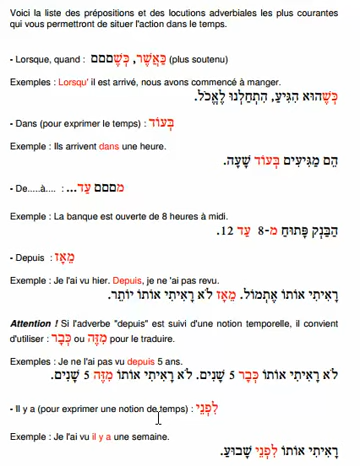 Voici la liste des prépositions et des locutions adverbiales les plus courantes
qui vous permettront de situer l'action dans le temps.
- Lorsque, quand : כַּאֲשֶׁר, כְּשֶׁםםם (plus soutenu)
Exemples : Lorsqu' il est arrivé, nous avons commencé à manger.
כְּשֶׁהוּא הִגִּיעַ, הִתְחַלְנוּ לֶאֱכֹל.
- Dans (pour exprimer le temps) : בְּעוֹד
Exemple : Ils arrivent dans une heure.
הֵם מַגִּיעִים בְּעוֹד שָׁעָה.
- De.....à.... : מםםם עַד...
Exemple : La banque est ouverte de 8 heures à midi.
הַבַּנְק פָּתוּחַ מ-8 עַד 12.
- Depuis : מֵאָז
Exemple : Je l'ai vu hier. Depuis, je ne 'ai pas revu.
רָאִיתִי אוֹתוֹ אֶתְמוֹל. מֵאָז לֹא רָאִיתִי אוֹתוֹ יוֹתֵר.
Attention ! Si l'adverbe "depuis" est suivi d'une notion temporelle, il convient
d'utiliser : כְּבָר ou מִזֶּה pour le traduire.
Exemples : Je ne l'ai pas vu depuis 5 ans.
לֹא רָאִיתִי אוֹתוֹ כְּבָר 5 שָׁנִים. לֹא רָאִיתִי אוֹתוֹ מִזֶּה 5 שָׁנִים.
- Il y a (pour exprimer une notion de temps) : לִפְנֵי
Exemple : Je l'ai vu il y a une semaine.
רָאִיתִי אוֹתוֹ לִפְנֵי שָׁבוּעַ.